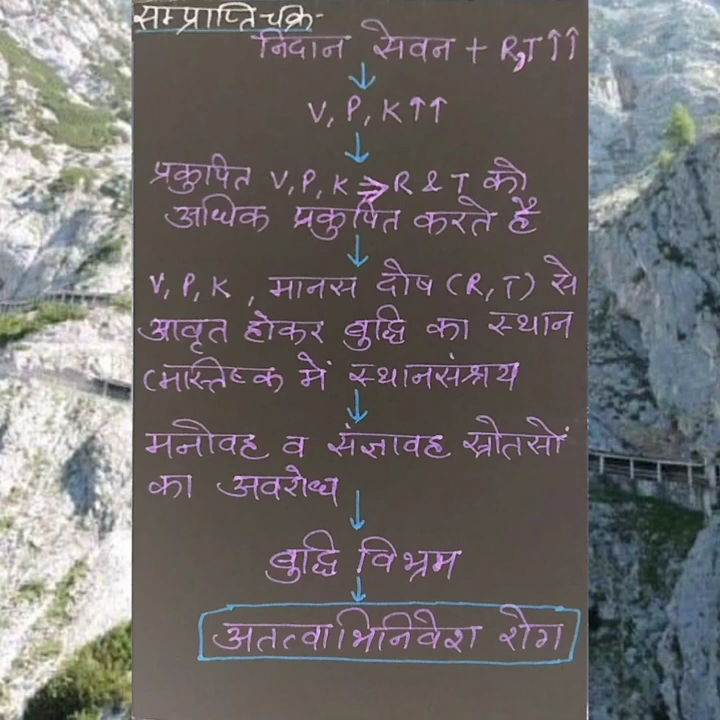 सम्प्राप्ति चक्र-
निदान सेवन + R,T↑↑
↓
V, P, K↑↑
↓
प्रकुपित V, P, K ⇒ R & T को
अधिक प्रकुपित करते है
↓
V, P, K , मानस दोष (R, T) से
आवृत होकर बुद्धि का स्थान
(मस्तिष्क में स्थानसंश्रय
↓
मनोवह व संज्ञावह स्रोतसों
का अवरोध
↓
बुद्धि विभ्रम
↓
अतत्वाभिनिवेश रोग